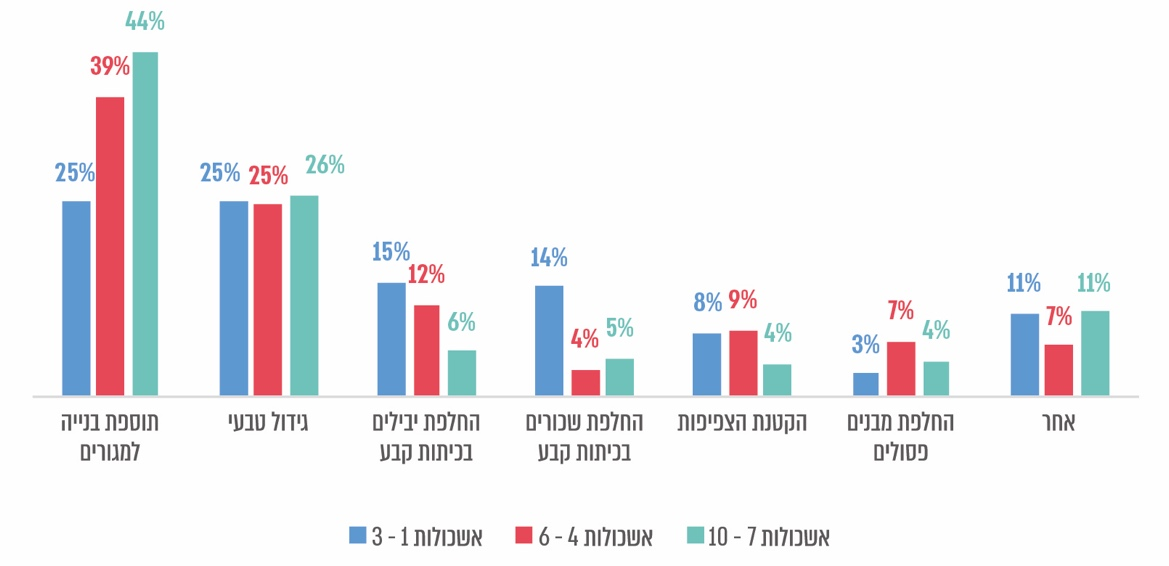 44%
39%
25%
25%
25%
26%
15%
12%
6%
14%
4%
5%
8%
9%
4%
3%
7%
4%
11%
7%
11%
תוספת בנייה
למגורים
גידול טבעי
החלפת יבילים
בכיתות קבע
החלפת שכורים
בכיתות קבע
הקטנת הצפיפות
החלפת מבנים
פסולים
אחר
אשכולות 1 - 3
אשכולות 4 - 6
אשכולות 7 - 10